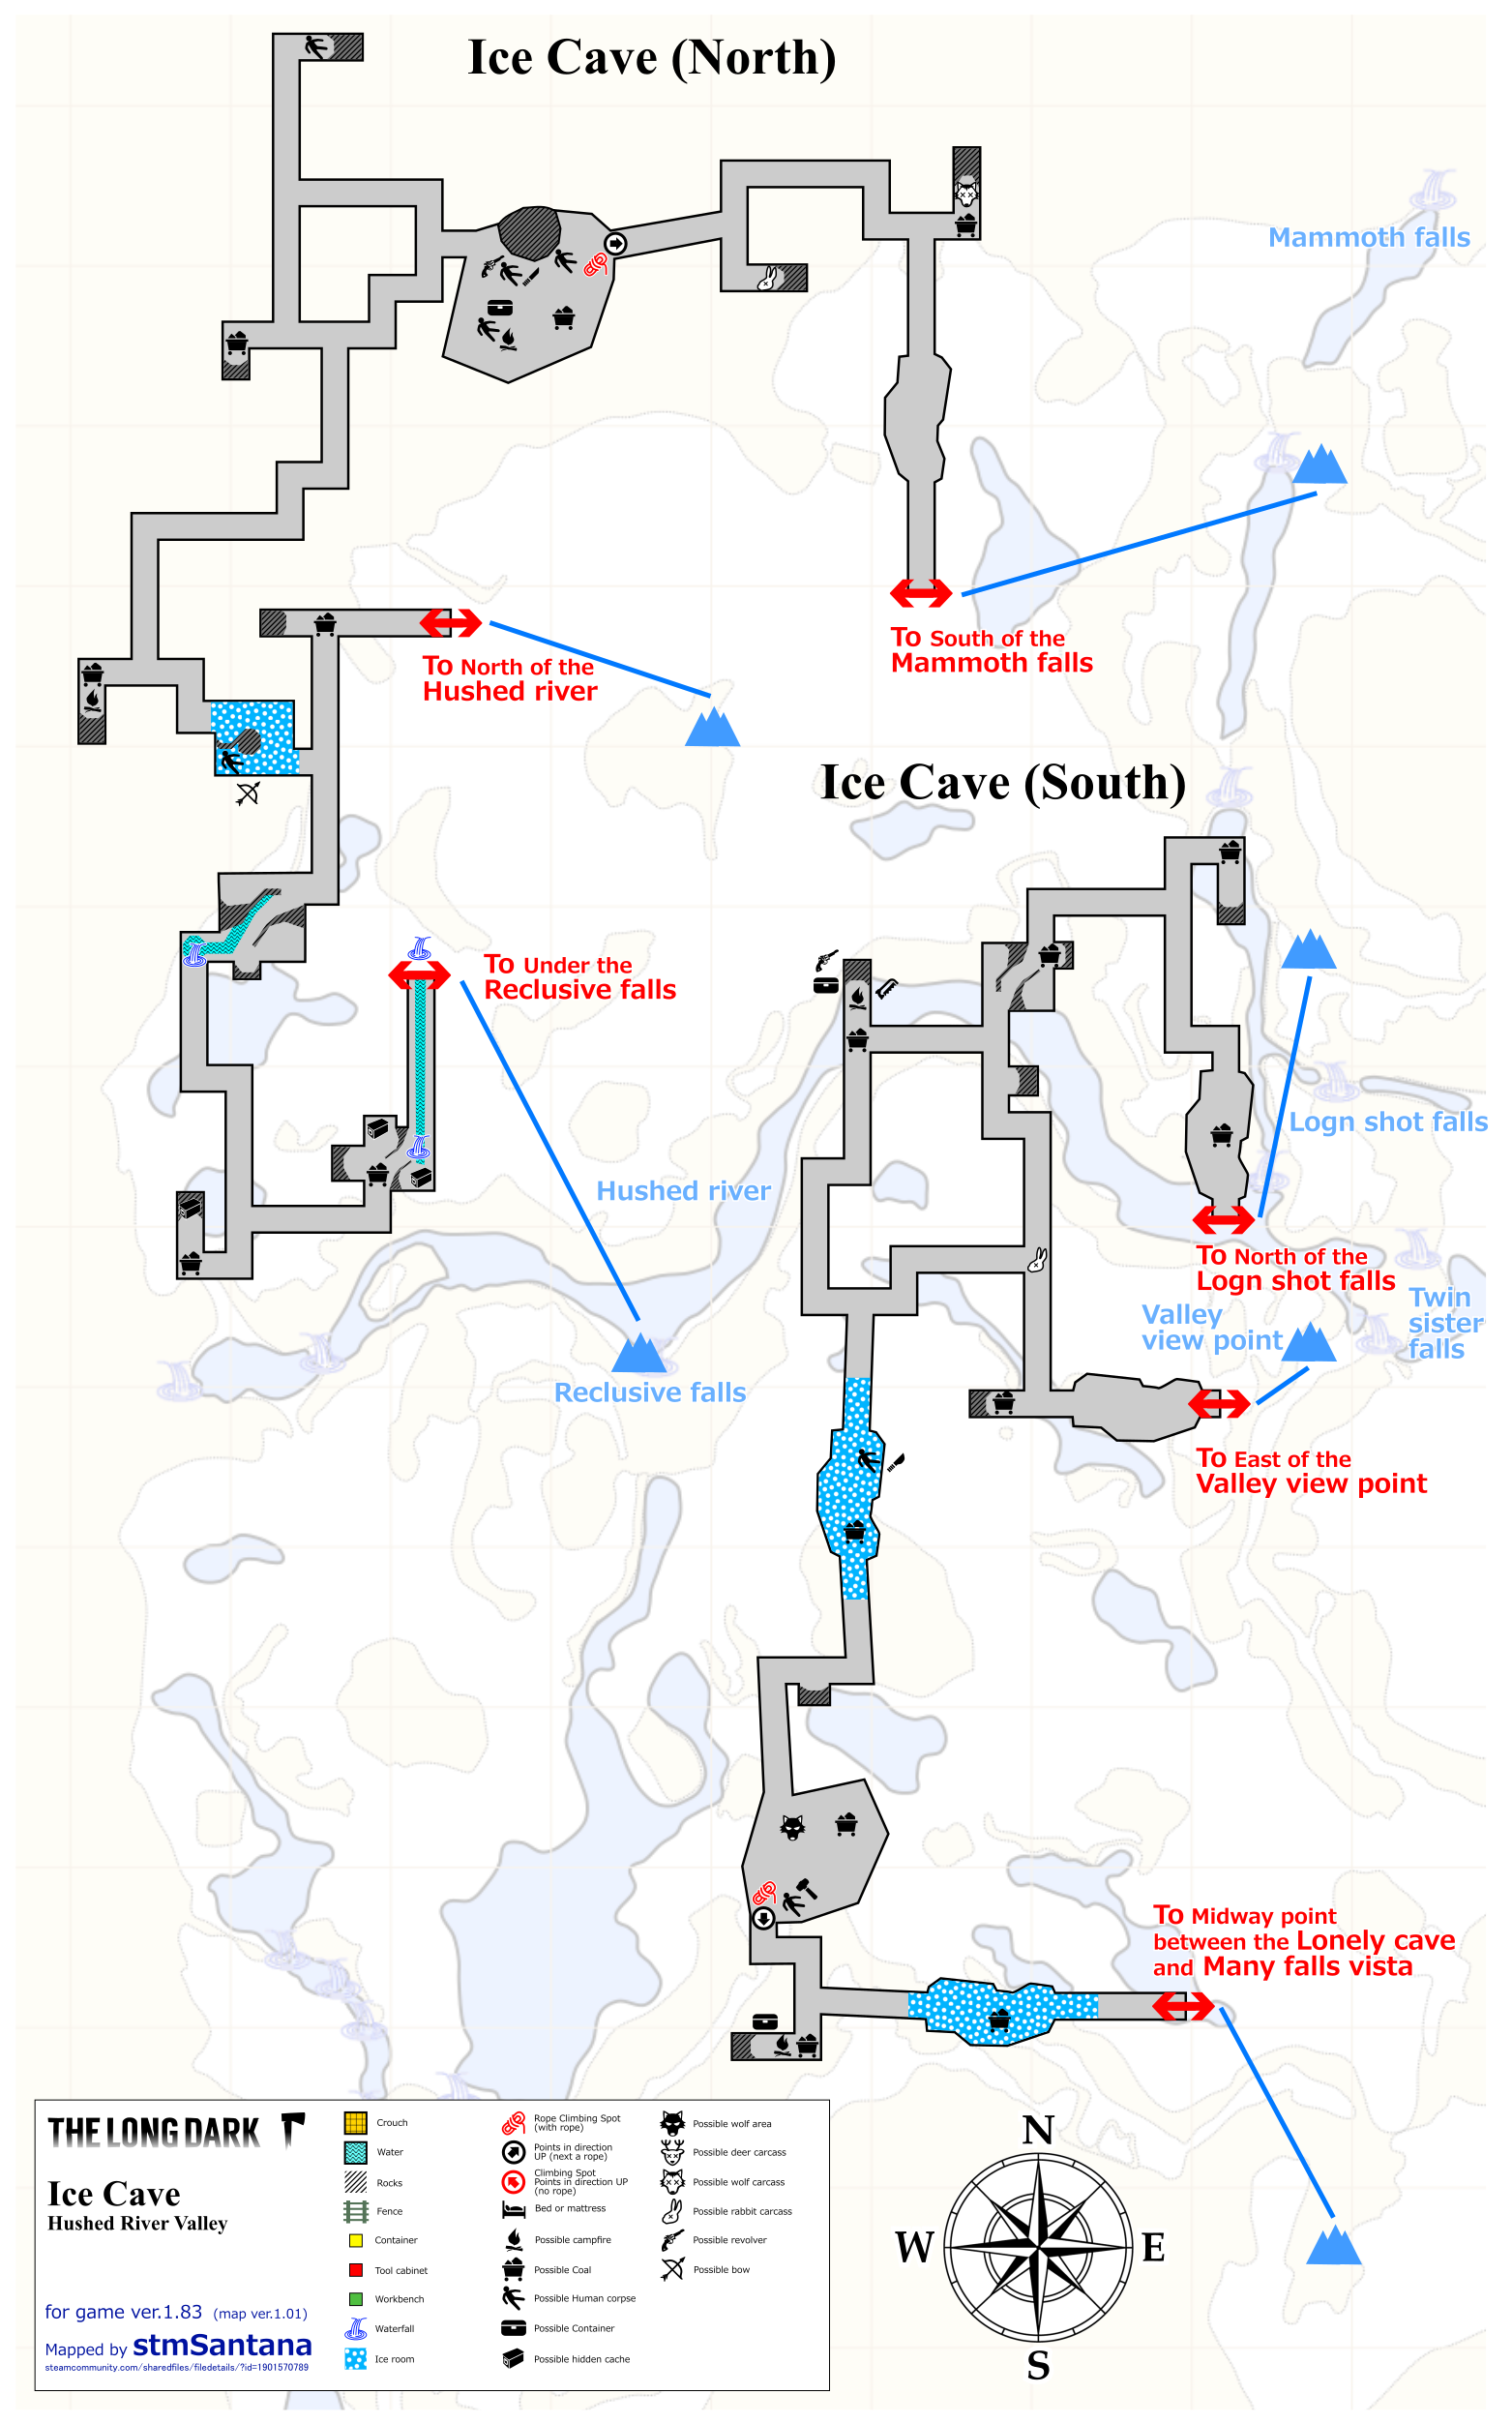 Ice Cave (North)
Mammoth falls
To South of the
Mammoth falls
To North of the
Hushed river
Ice Cave (South)
To Under the
Reclusive falls
Logn shot falls
Hushed river
To North of the
Logn shot falls
Valley
view point
Twin
sister
falls
Reclusive falls
To East of the
Valley view point
To Midway point
between the Lonely cave
and Many falls vista
THE LONG DARK
Ice Cave
Hushed River Valley
for game ver.1.83 (map ver.1.01)
Mapped by stmSantana
steamcommunity.com/sharedfiles/filedetails/?id=1901570789
Crouch
Water
Rocks
Fence
Container
Tool cabinet
Workbench
Waterfall
Ice room
Rope Climbing Spot
(with rope)
Points in direction
UP (next a rope)
Climbing Spot
Points in direction UP
(no rope)
Bed or mattress
Possible campfire
Possible Coal
Possible Human corpse
Possible Container
Possible hidden cache
Possible wolf area
Possible deer carcass
Possible wolf carcass
Possible rabbit carcass
Possible revolver
Possible bow
N
W
E
S